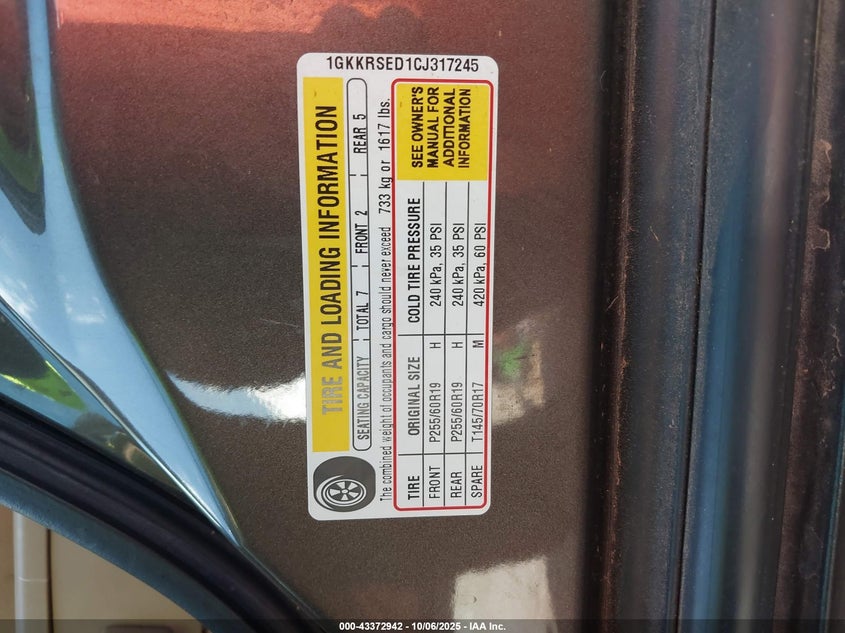 1GKKRSED1CJ317245
TIRE AND LOADING INFORMATION
SEATING CAPACITY | TOTAL 7 | FRONT 2 | REAR 5
The combined weight of occupants and cargo should never exceed 733 kg or 1617 lbs.
TIRE ORIGINAL SIZE COLD TIRE PRESSURE
FRONT P255/60R19 H 240 kPa, 35 PSI
REAR P255/60R19 H 240 kPa, 35 PSI
SPARE T145/70R17 M 420 kPa, 60 PSI
SEE OWNER'S
MANUAL FOR
ADDITIONAL
INFORMATION
000-43372942 - 10/06/2025 - IAA Inc.